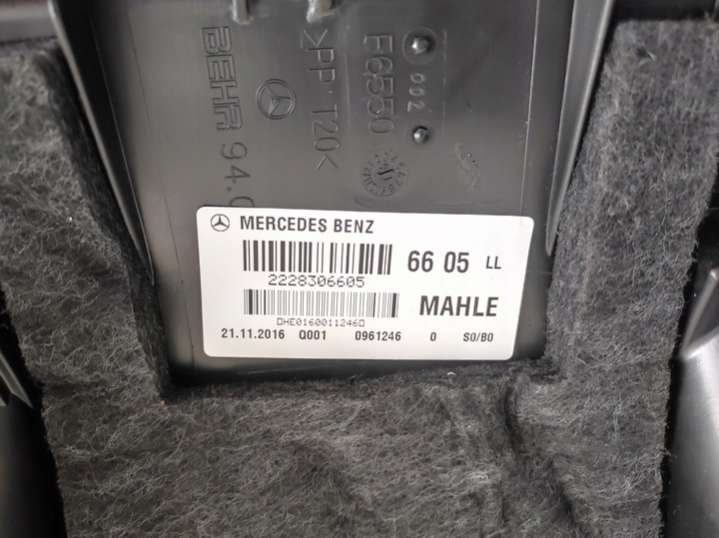 BEHR 94.0
>PP T20<
F6550
002
MERCEDES BENZ
2228306605
66 05 LL
MAHLE
21.11.2016 Q001 0961246 0 S0/B0